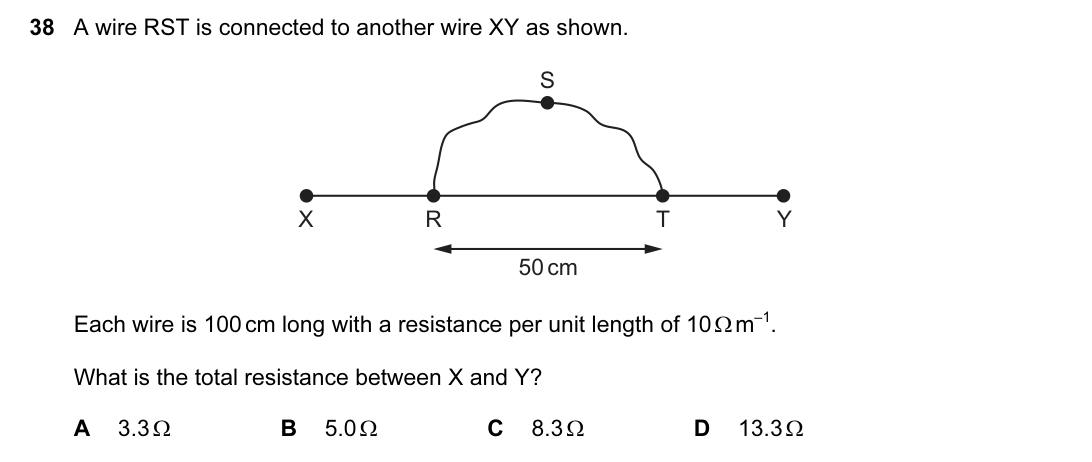 38 A wire RST is connected to another wire XY as shown.
S
X R T Y
50 cm
Each wire is 100 cm long with a resistance per unit length of 10 Ω m⁻¹.
What is the total resistance between X and Y?
A 3.3 Ω B 5.0 Ω C 8.3 Ω D 13.3 Ω